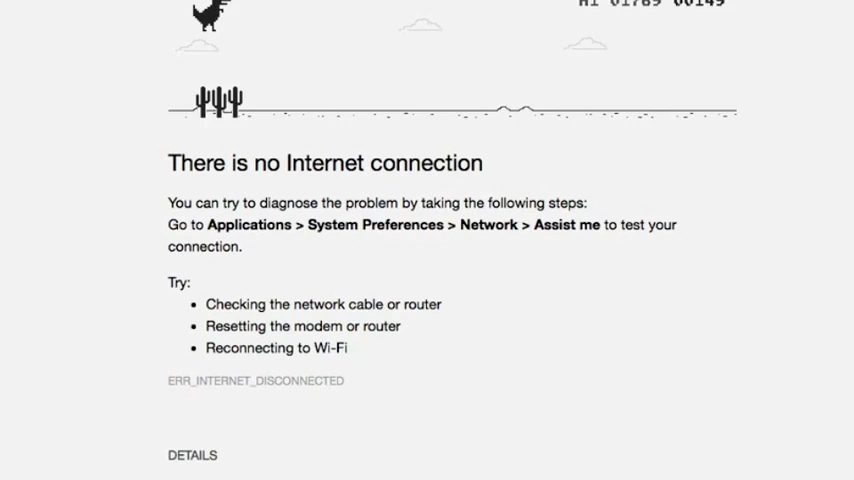 HI 01789 00149
There is no Internet connection
You can try to diagnose the problem by taking the following steps:
Go to Applications > System Preferences > Network > Assist me to test your
connection.
Try:
• Checking the network cable or router
• Resetting the modem or router
• Reconnecting to Wi-Fi
ERR_INTERNET_DISCONNECTED
DETAILS